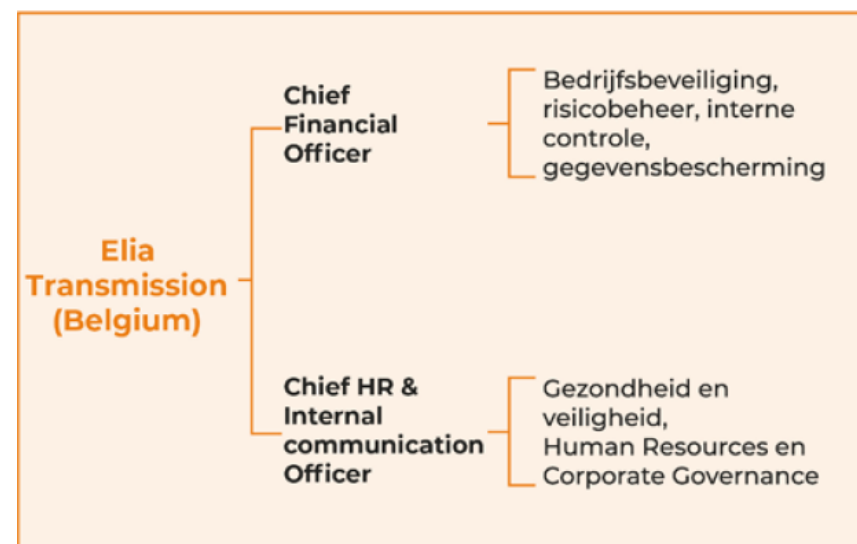 Elia
Transmission
(Belgium)
Chief
Financial
Officer
Bedrijfsbeveiliging,
risicobeheer, interne
controle,
gegevensbescherming
Chief HR &
Internal
communication
Officer
Gezondheid en
veiligheid,
Human Resources en
Corporate Governance